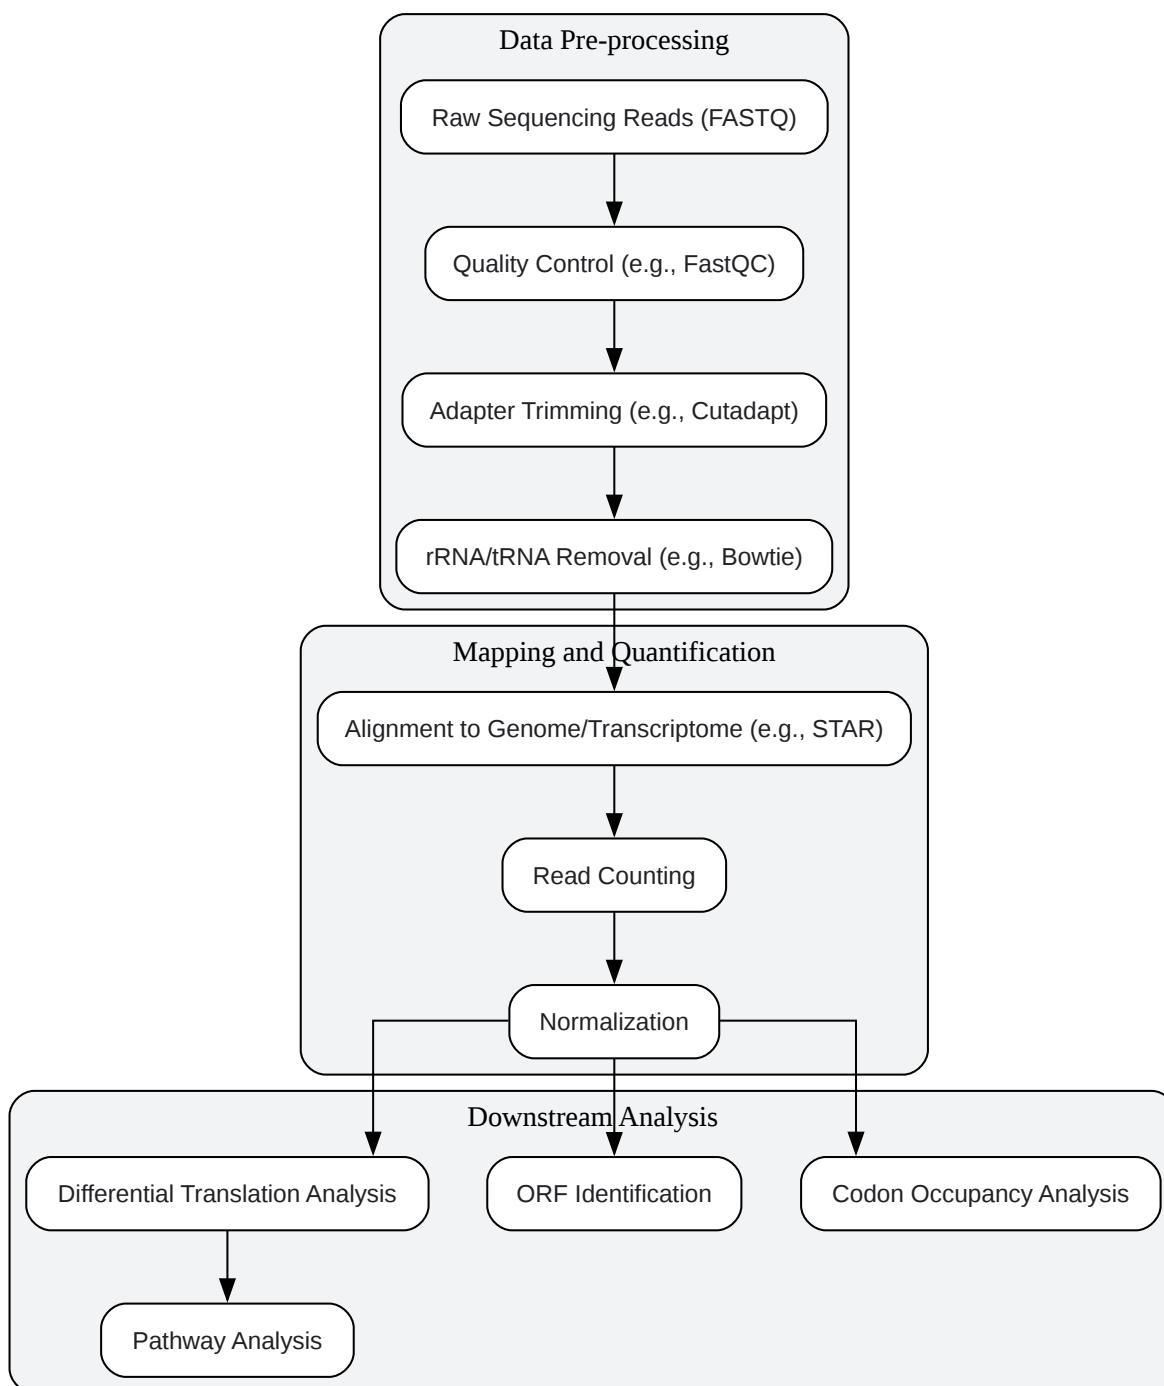 Data Pre-processing
Raw Sequencing Reads (FASTQ)
Quality Control (e.g., FastQC)
Adapter Trimming (e.g., Cutadapt)
rRNA/tRNA Removal (e.g., Bowtie)
Mapping and Quantification
Alignment to Genome/Transcriptome (e.g., STAR)
Read Counting
Normalization
Downstream Analysis
Differential Translation Analysis
ORF Identification
Codon Occupancy Analysis
Pathway Analysis